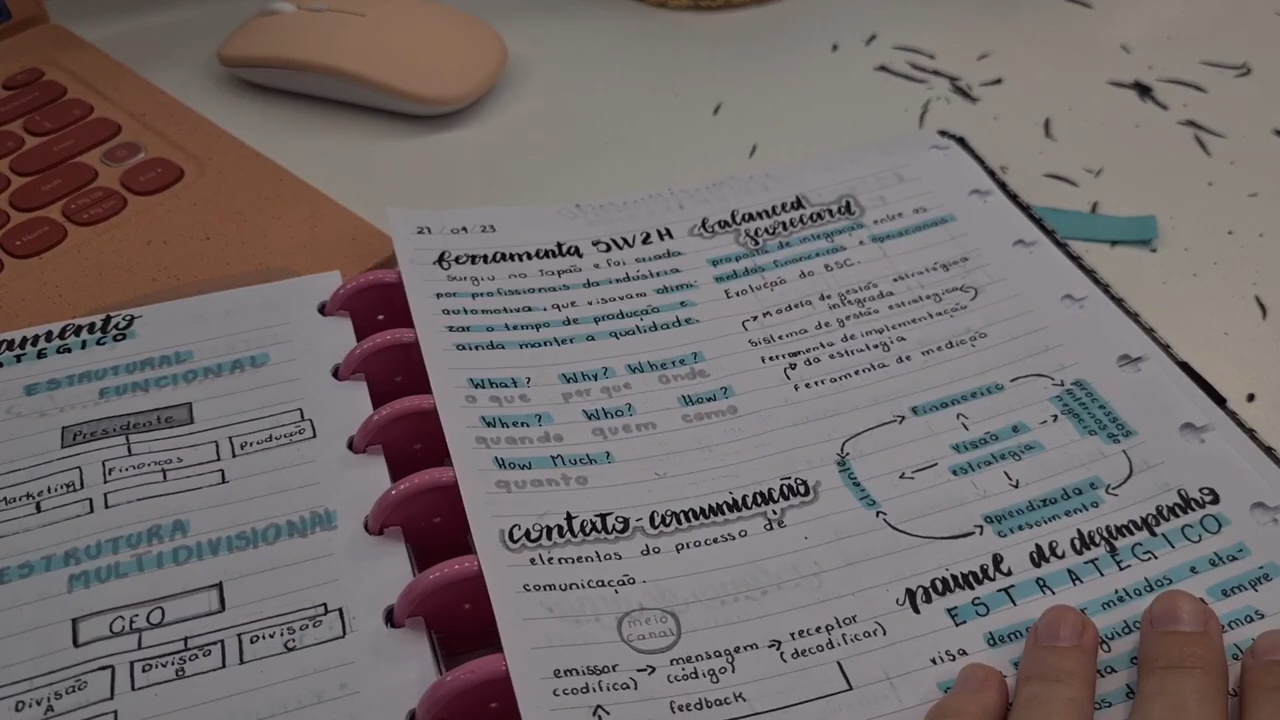 amento
TEGICO
ESTRUTURAL
FUNCIONAL
Presidente
Marketing
Finanças
Produção
ESTRUTURA
MULTIDIVISIONAL
CEO
Divisão
A
Divisão
B
Divisão
C
27/04/23
ferramenta 5W2H
surgiu no Japão e foi criada
por profissionais da indústria
automotiva, que visavam otimi-
zar o tempo de produção e
ainda manter a qualidade.
What? Why? Where?
o que por que onde
When? Who? How?
quando quem como
How Much?
quanto
contexto-comunicação
elementos do processo de
comunicação.
meio
canal
emissor → mensagem → receptor
(codifica) (código) (decodificar)
feedback
balanced
scorecard
proposta de integração entre as
medidas financeiras e operacionais.
Evolução do BSC.
Modelo de gestão estratégica
integrada
Sistema de gestão estratégica
Ferramenta de implementação
da estratégia
Ferramenta de medição
Financeiro
processos
internos do
negócio
Visão e
estratégia
cliente
aprendizado e
crescimento
painel de desempenho
ESTRATÉGICO
métodos e eta-
visa